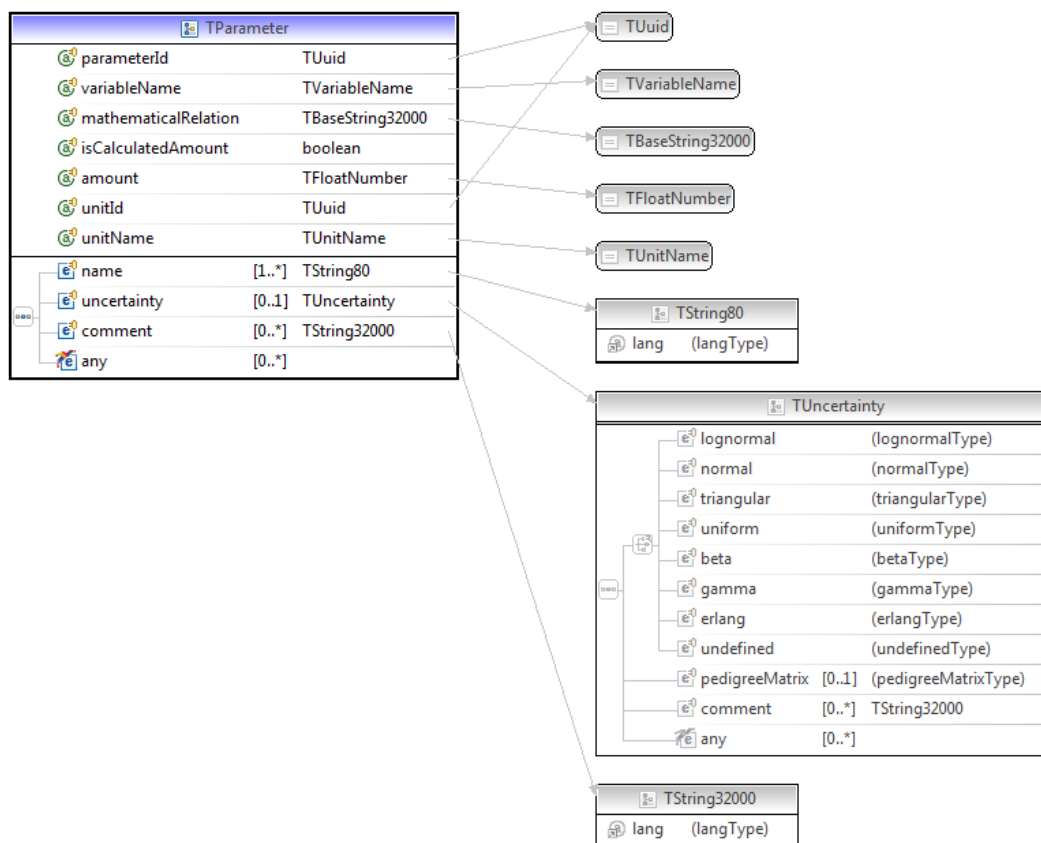 TParameter
parameterId TUuid
variableName TVariableName
mathematicalRelation TBaseString32000
isCalculatedAmount boolean
amount TFloatNumber
unitId TUuid
unitName TUnitName
name [1..*] TString80
uncertainty [0..1] TUncertainty
comment [0..*] TString32000
any [0..*]
TUuid
TVariableName
TBaseString32000
TFloatNumber
TUnitName
TString80
lang (langType)
TUncertainty
lognormal (lognormalType)
normal (normalType)
triangular (triangularType)
uniform (uniformType)
beta (betaType)
gamma (gammaType)
erlang (erlangType)
undefined (undefinedType)
pedigreeMatrix [0..1] (pedigreeMatrixType)
comment [0..*] TString32000
any [0..*]
TString32000
lang (langType)